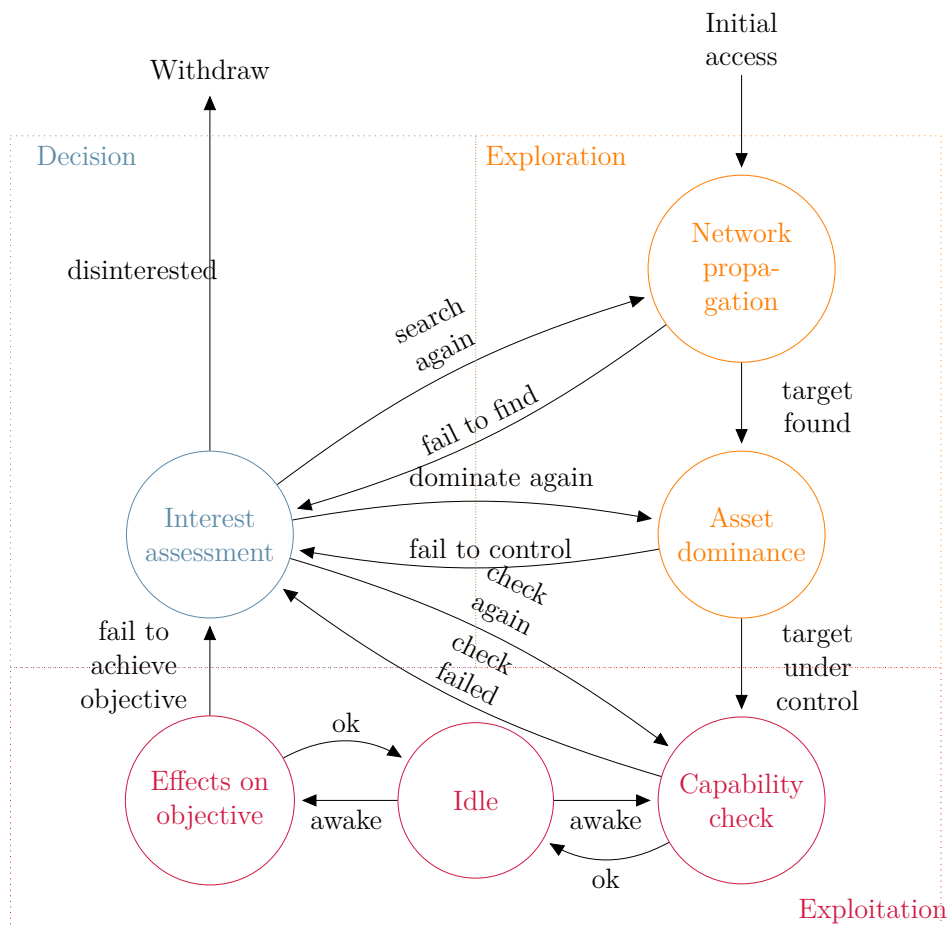 Initial
access
Withdraw
Decision
Exploration
Network
propa-
gation
disinterested
search
again
fail to find
target
found
dominate again
Interest
assessment
Asset
dominance
fail to control
check
again
fail to
achieve
objective
check
failed
target
under
control
ok
Effects on
objective
Idle
Capability
check
awake
awake
ok
Exploitation